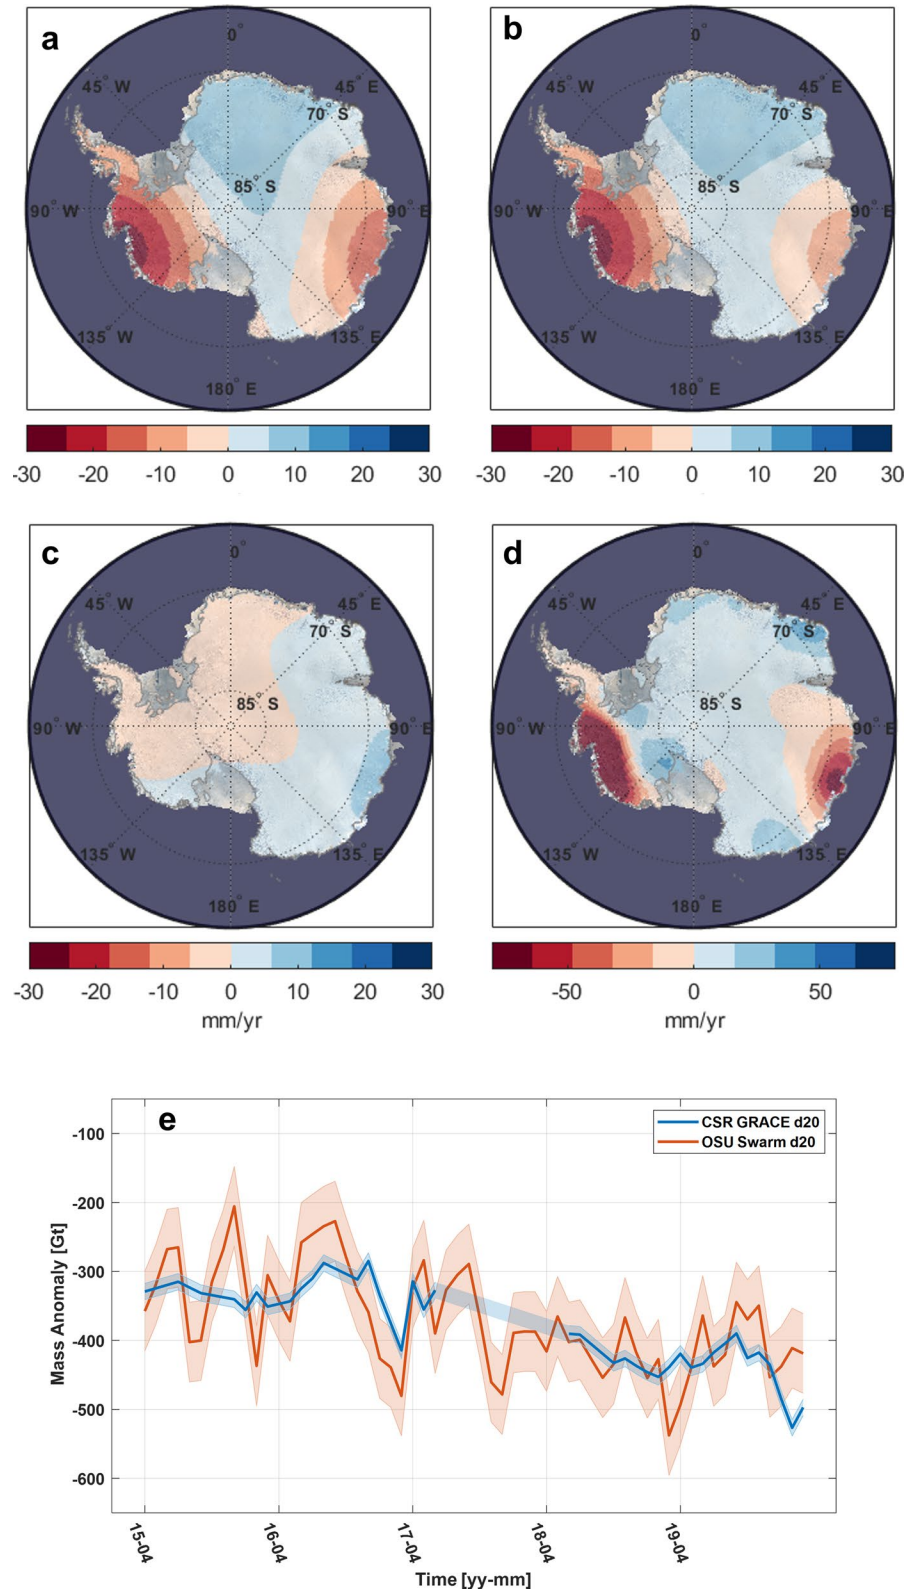 a
0°
45° W
45° E
70° S
85° S
90° W
90° E
135° W
135° E
180° E
-30 -20 -10 0 10 20 30
b
0°
45° W
45° E
70° S
85° S
90° W
90° E
135° W
135° E
180° E
-30 -20 -10 0 10 20 30
c
0°
45° W
45° E
70° S
85° S
90° W
90° E
135° W
135° E
180° E
-30 -20 -10 0 10 20 30
mm/yr
d
0°
45° W
45° E
70° S
85° S
90° W
90° E
135° W
135° E
180° E
-50 0 50
mm/yr
e
CSR GRACE d20
OSU Swarm d20
Mass Anomaly [Gt]
-100
-200
-300
-400
-500
-600
15-04 16-04 17-04 18-04 19-04
Time [yy-mm]